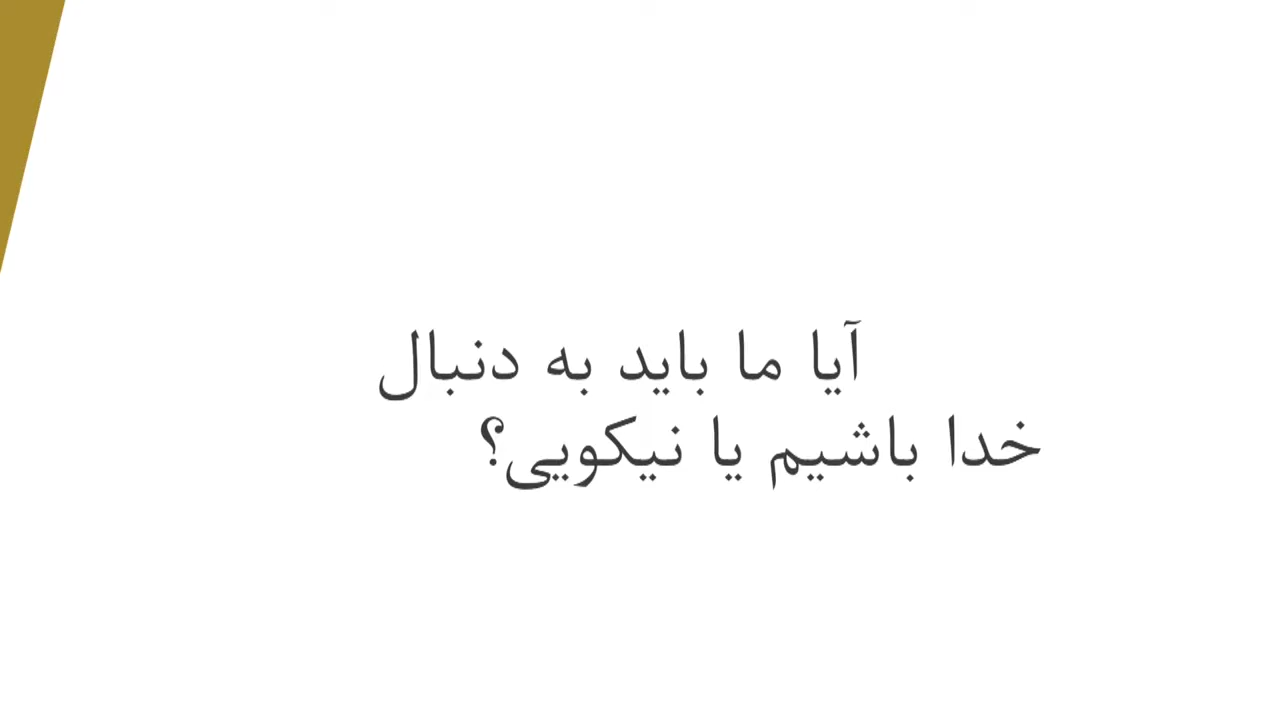 آیا ما باید به دنبال
خدا باشیم یا نیکویی؟